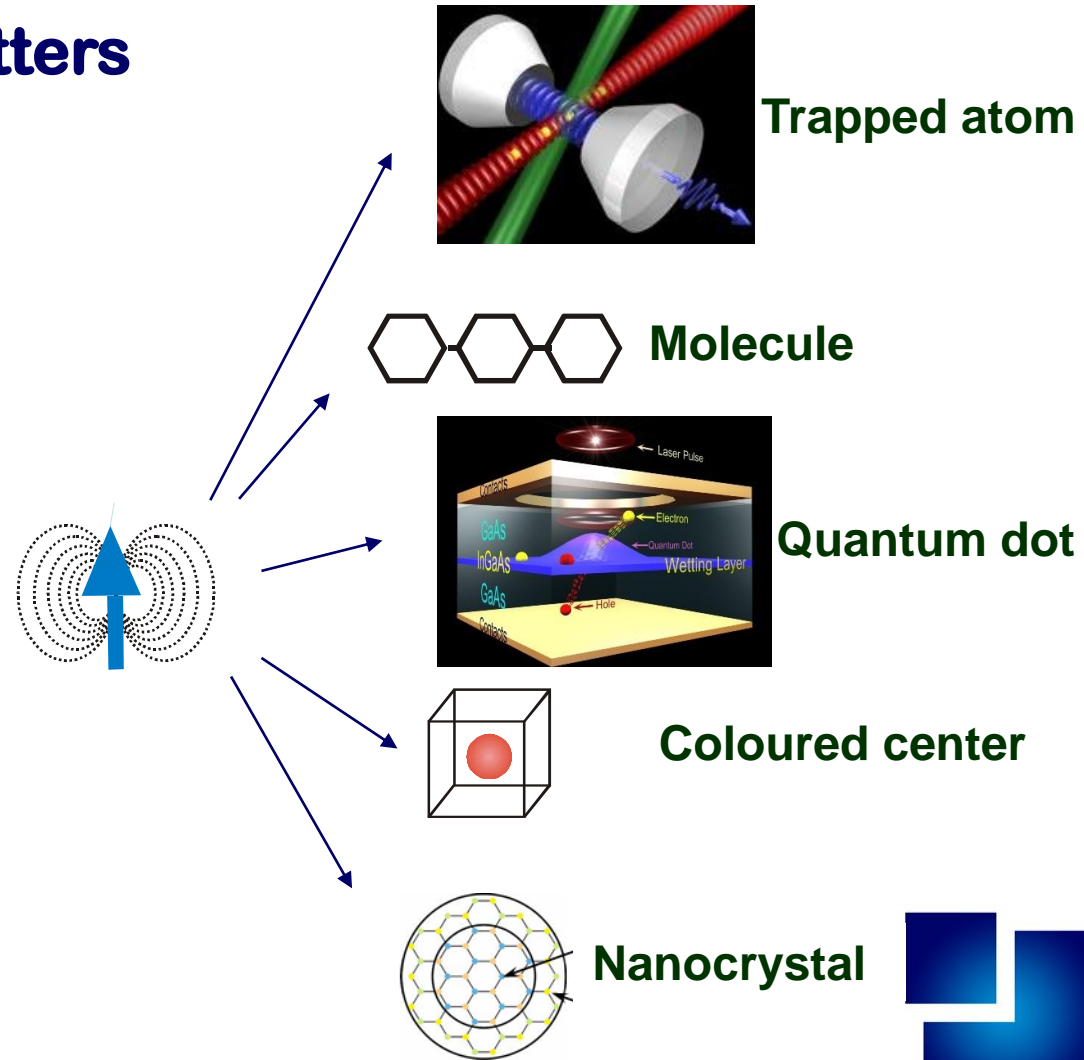 tters
Trapped atom
Molecule
Laser Pulse
Contacts
Electron
GaAs
Quantum Dot
InGaAs
Wetting Layer
GaAs
Hole
Contacts
Quantum dot
Coloured center
Nanocrystal